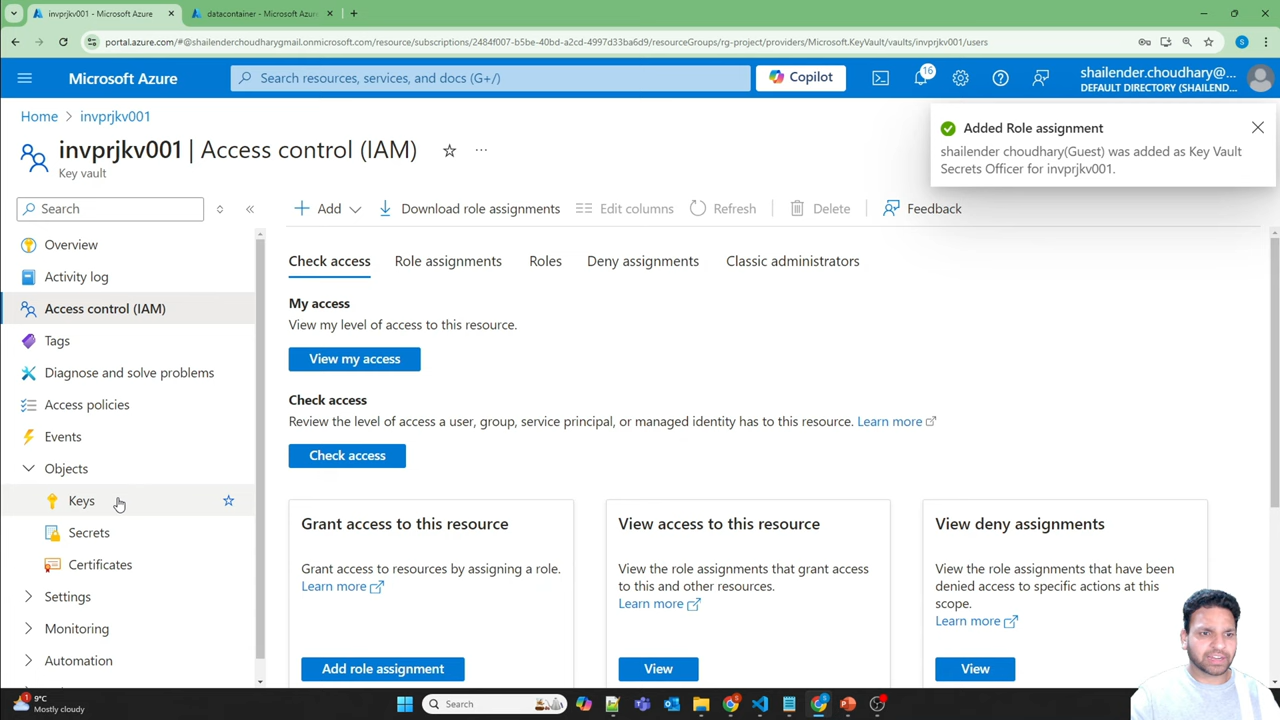 invprjkv001 - Microsoft Azure
datacontainer - Microsoft Azure
portal.azure.com/#@shailenderchoudharygmail.onmicrosoft.com/resource/subscriptions/2484f007-b5be-40bd-a2cd-4997d33ba6d9/resourceGroups/rg-project/providers/Microsoft.KeyVault/vaults/invprjkv001/users
S
Microsoft Azure
Search resources, services, and docs (G+/)
Copilot
16
shailender.choudhary@...
DEFAULT DIRECTORY (SHAILEND...
Home > invprjkv001
invprjkv001 | Access control (IAM)
Key vault
Added Role assignment
shailender choudhary(Guest) was added as Key Vault
Secrets Officer for invprjkv001.
Search
Add
Download role assignments
Edit columns
Refresh
Delete
Feedback
Overview
Activity log
Access control (IAM)
Tags
Diagnose and solve problems
Access policies
Events
Objects
Keys
Secrets
Certificates
Settings
Monitoring
Automation
Check access
Role assignments
Roles
Deny assignments
Classic administrators
My access
View my level of access to this resource.
View my access
Check access
Review the level of access a user, group, service principal, or managed identity has to this resource. Learn more
Check access
Grant access to this resource
Grant access to resources by assigning a role.
Learn more
Add role assignment
View access to this resource
View the role assignments that grant access
to this and other resources.
Learn more
View
View deny assignments
View the role assignments that have been
denied access to specific actions at this
scope.
Learn more
View
1
9°C
Mostly cloudy
Search